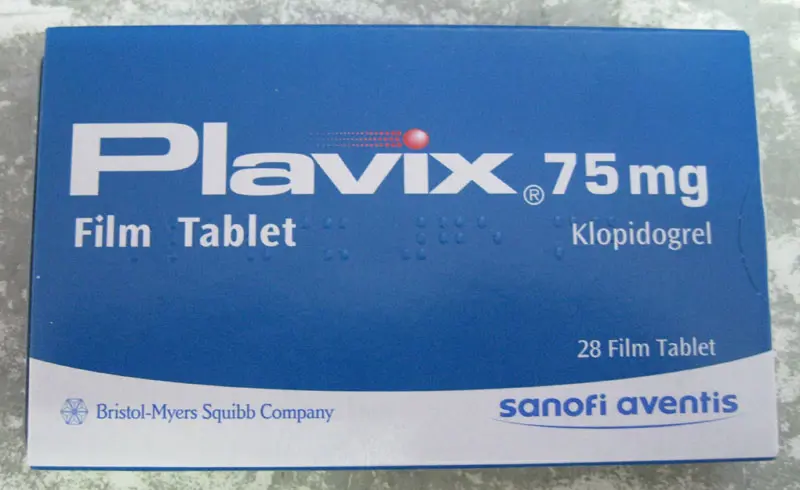 Plavix® 75 mg
Film Tablet
Klopidogrel
28 Film Tablet
Bristol-Myers Squibb Company
sanofi aventis